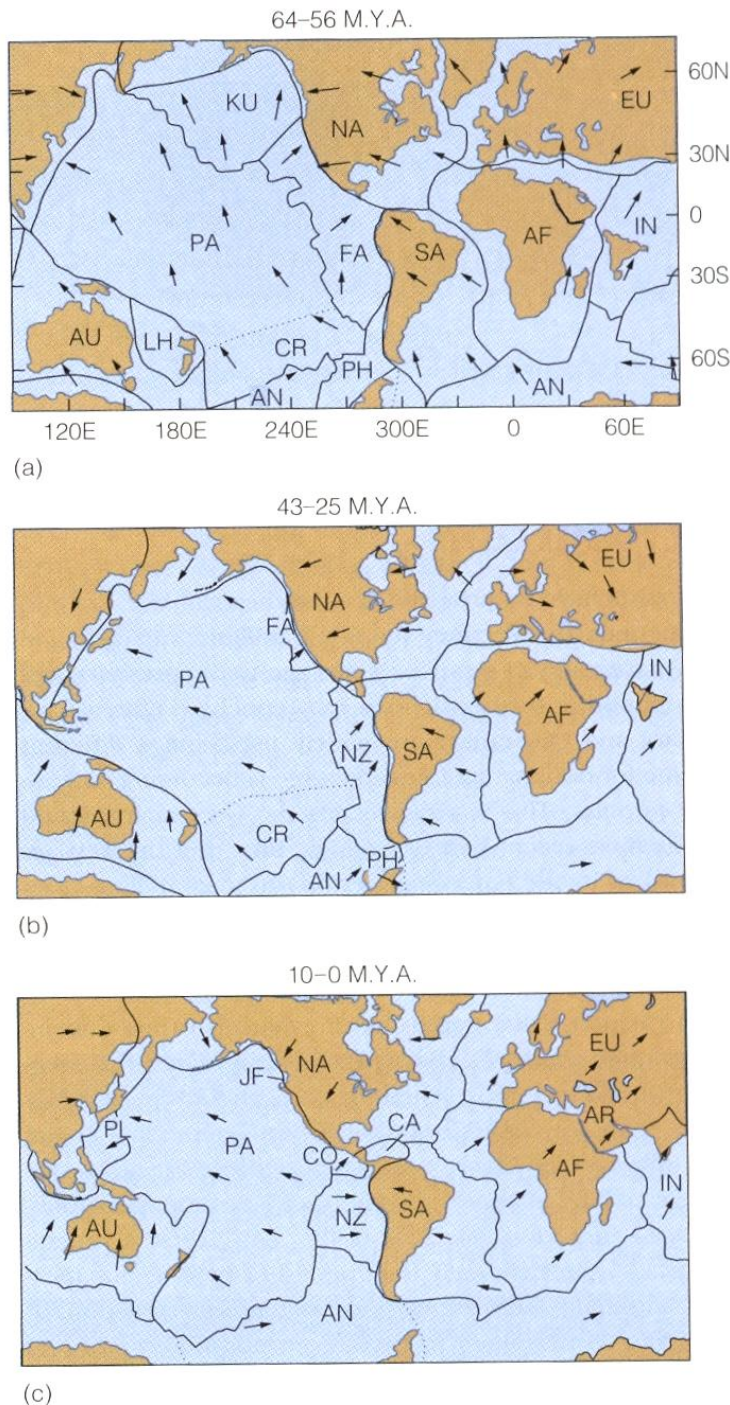 64–56 M.Y.A.
60N
KU
NA
EU
30N
PA
FA
SA
AF
IN
0
30S
AU
LH
CR
PH
60S
AN
AN
120E 180E 240E 300E 0 60E
(a)
43–25 M.Y.A.
EU
NA
FA
PA
IN
NZ
SA
AF
AU
CR
AN
PH
(b)
10–0 M.Y.A.
NA
EU
JF
PL
PA
CA
AR
CO
AF
IN
NZ
SA
AU
AN
(c)